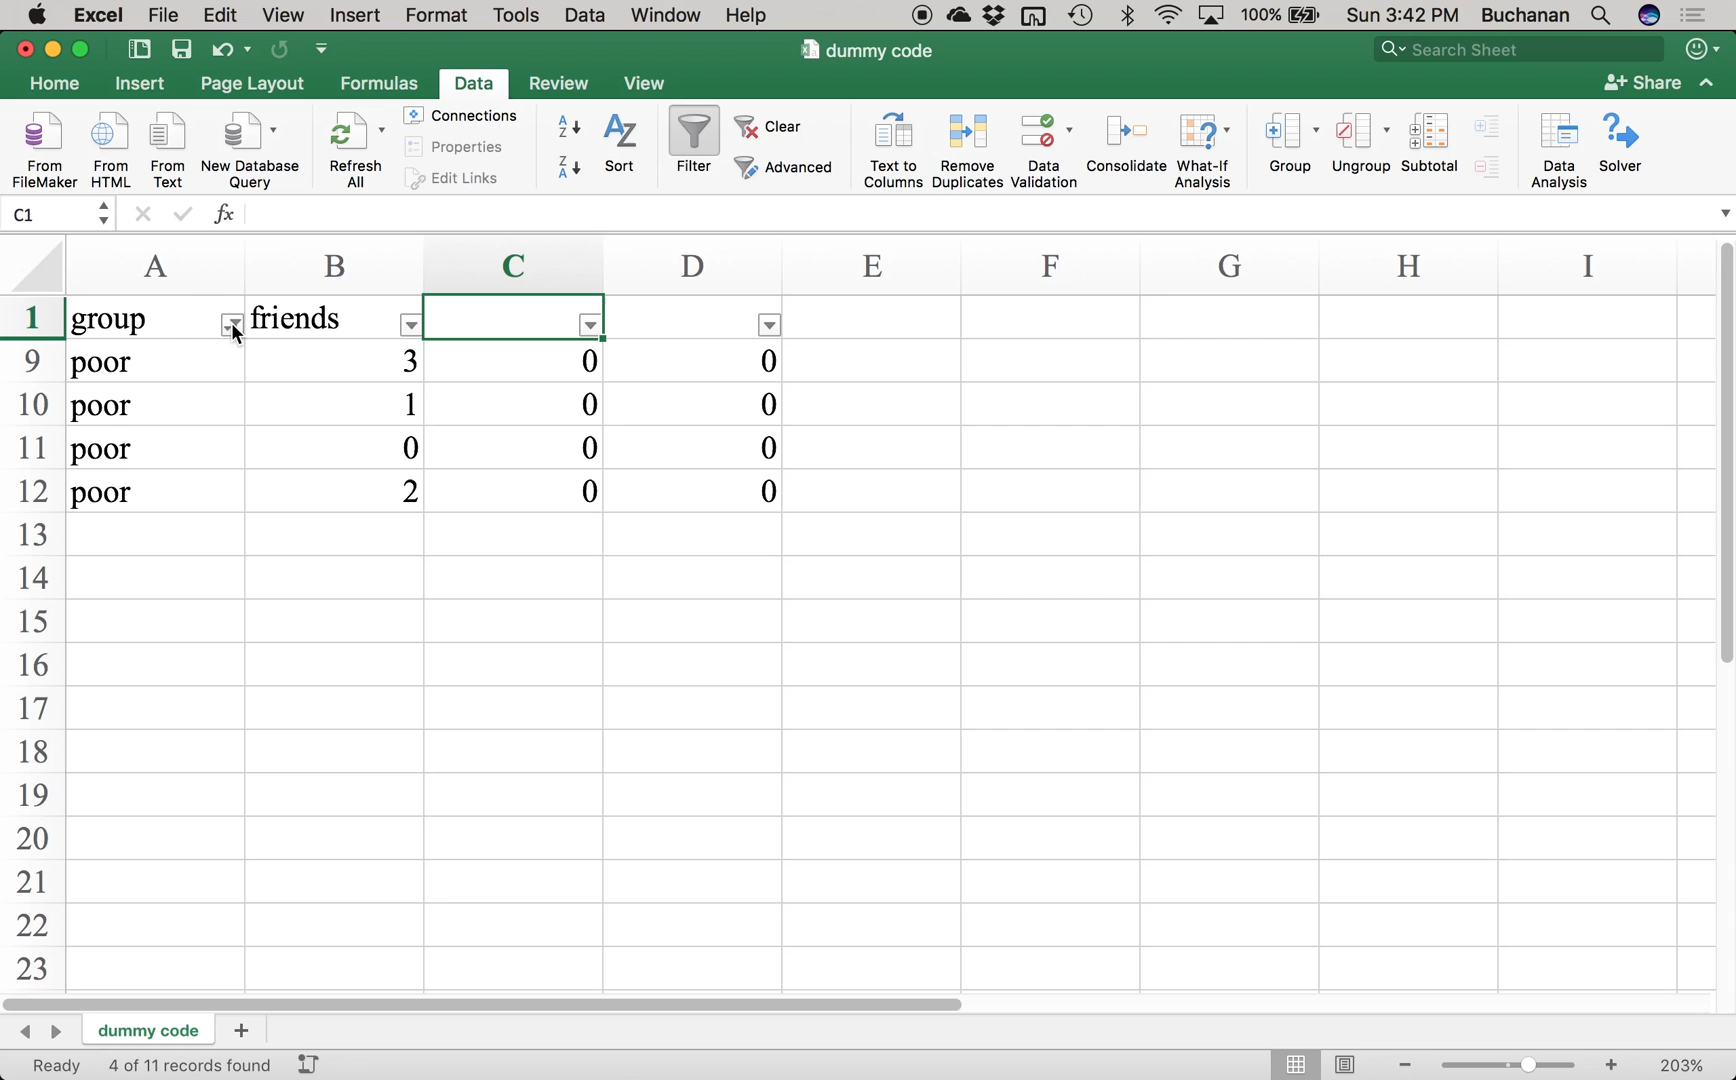 Excel File Edit View Insert Format Tools Data Window Help 100% Sun 3:42 PM Buchanan
dummy code Search Sheet
Home Insert Page Layout Formulas Data Review View Share
From FileMaker From HTML From Text New Database Query Refresh All Connections Properties Edit Links Sort Filter Clear Advanced Text to Columns Remove Duplicates Data Validation Consolidate What-If Analysis Group Ungroup Subtotal Data Analysis Solver
C1 fx
A B C D E F G H I
1 group friends
9 poor 3 0 0
10 poor 1 0 0
11 poor 0 0 0
12 poor 2 0 0
13
14
15
16
17
18
19
20
21
22
23
dummy code +
Ready 4 of 11 records found 203%